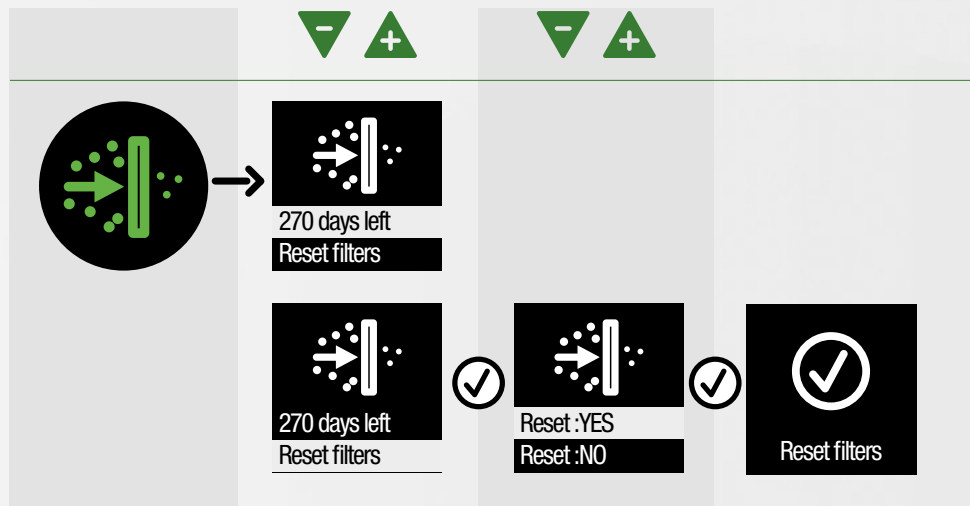 270 days left
Reset filters
270 days left
Reset filters
Reset :YES
Reset :NO
Reset filters